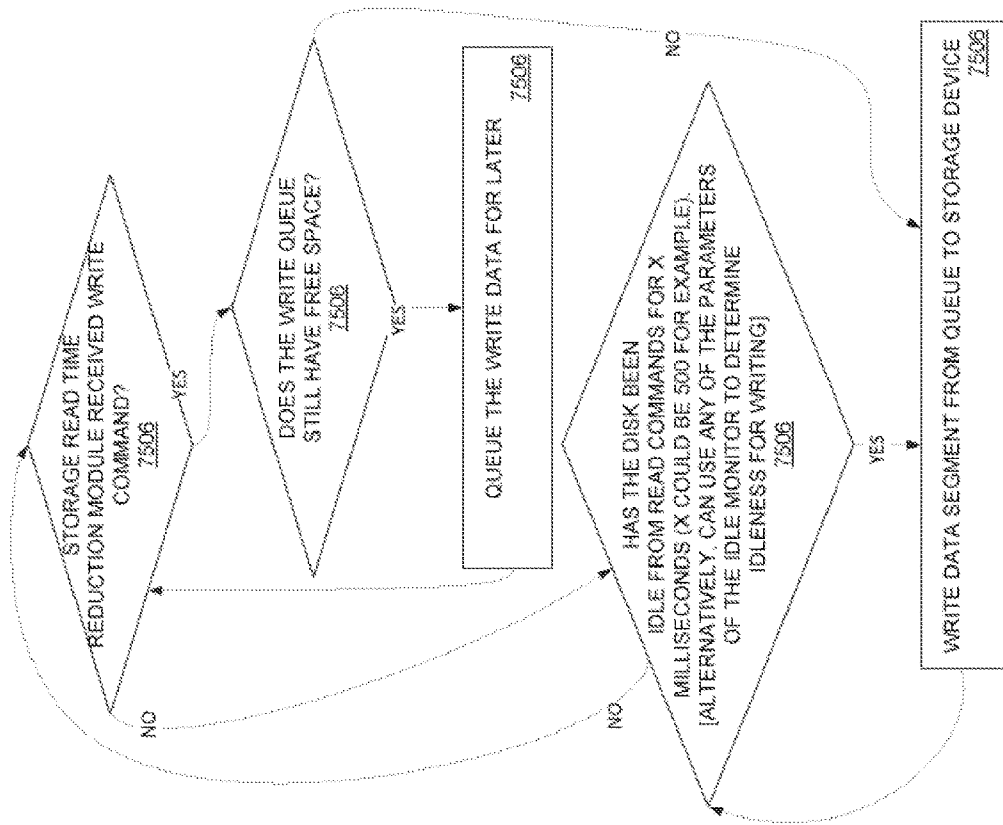 STORAGE READ TIME
REDUCTION MODULE RECEIVED WRITE
COMMAND?
7506
YES
NO
DOES THE WRITE QUEUE
STILL HAVE FREE SPACE?
7506
YES
NO
QUEUE THE WRITE DATA FOR LATER
7506
HAS THE DISK BEEN
IDLE FROM READ COMMANDS FOR X
MILLISECONDS (X COULD BE 500 FOR EXAMPLE).
[ALTERNATIVELY, CAN USE ANY OF THE PARAMETERS
OF THE IDLE MONITOR TO DETERMINE
IDLENESS FOR WRITING]
7506
NO
YES
WRITE DATA SEGMENT FROM QUEUE TO STORAGE DEVICE
7506